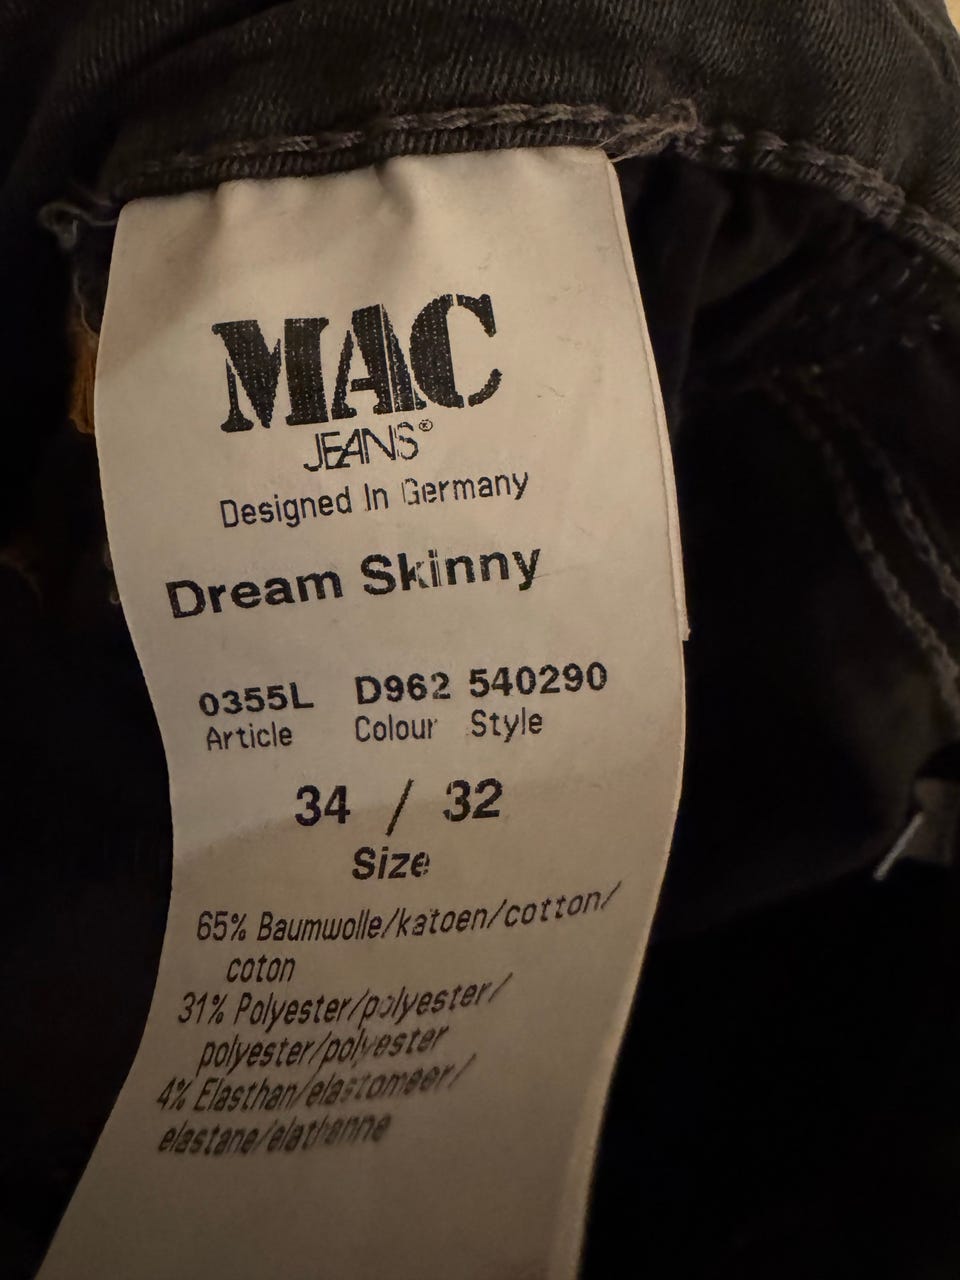 MAC
JEANS®
Designed In Germany
Dream Skinny
0355L D962 540290
Article Colour Style
34 / 32
Size
65% Baumwolle/katoen/cotton/
coton
31% Polyester/polyester/
polyester/polyester
4% Elasthan/elastomeer/
elastane/elathanne